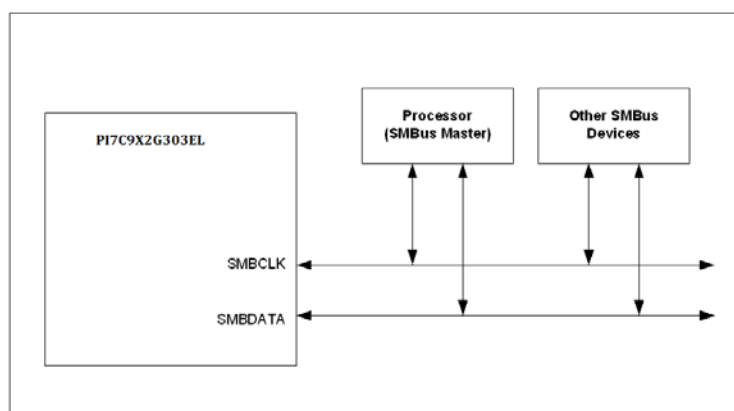 PI7C9X2G303EL
Processor
(SMBus Master)
Other SMBus
Devices
SMBCLK
SMBDATA